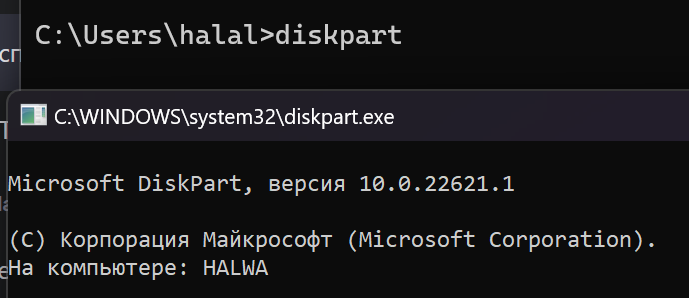 C:\Users\halal>diskpart
C:\WINDOWS\system32\diskpart.exe
Microsoft DiskPart, версия 10.0.22621.1
(C) Корпорация Майкрософт (Microsoft Corporation).
На компьютере: HALWA